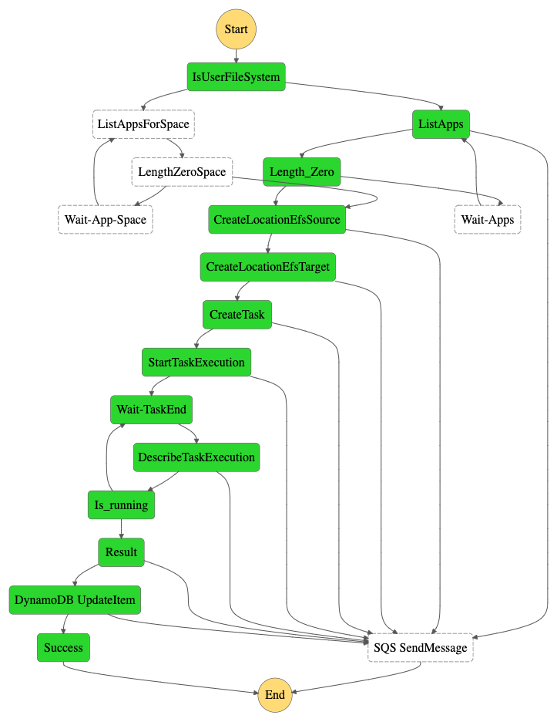 Start
IsUserFileSystem
ListAppsForSpace
ListApps
LengthZeroSpace
Length_Zero
Wait-App-Space
CreateLocationEfsSource
Wait-Apps
CreateLocationEfsTarget
CreateTask
StartTaskExecution
Wait-TaskEnd
DescribeTaskExecution
Is_running
Result
DynamoDB UpdateItem
Success
SQS SendMessage
End